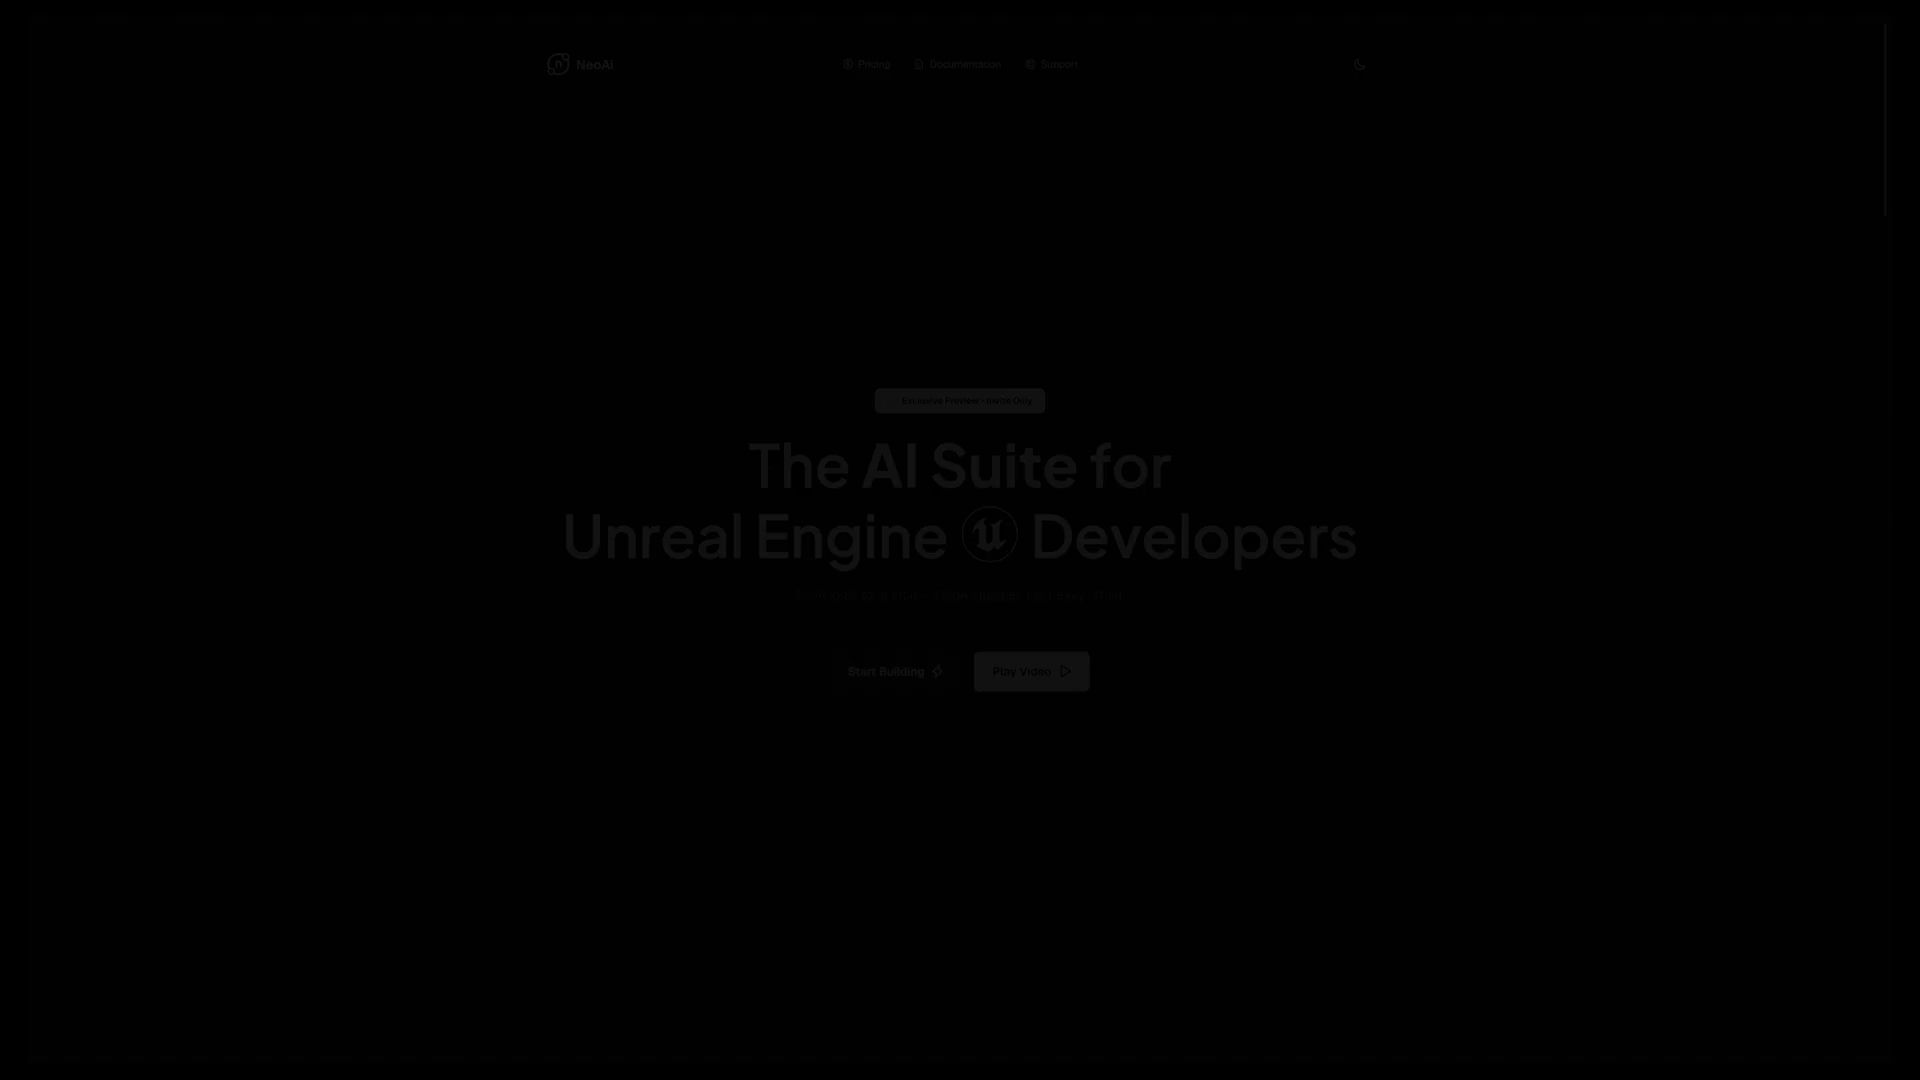 NeoAI
Pricing
Documentation
Support
Exclusive Preview - Invite Only
The AI Suite for
Unreal Engine Developers
Start Building
Play Video